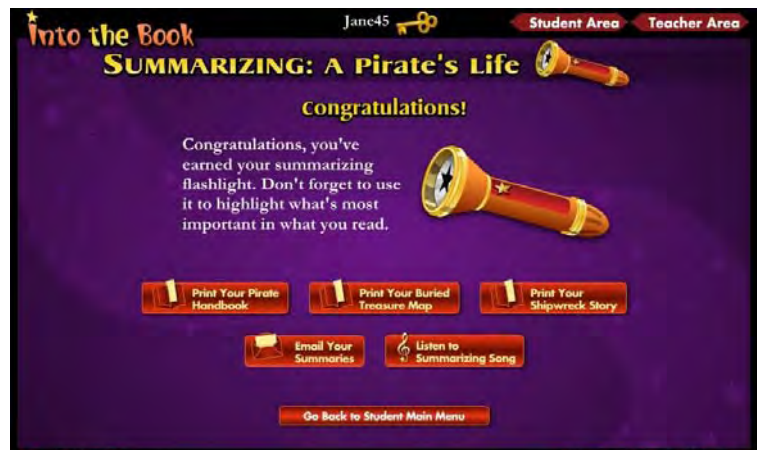 Into the Book
Jane45
Student Area
Teacher Area
SUMMARIZING: A Pirate's Life
Congratulations!
Congratulations, you've
earned your summarizing
flashlight. Don't forget to use
it to highlight what's most
important in what you read.
Print Your Pirate
Handbook
Print Your Buried
Treasure Map
Print Your
Shipwreck Story
Email Your
Summaries
Listen to
Summarizing Song
Go Back to Student Main Menu